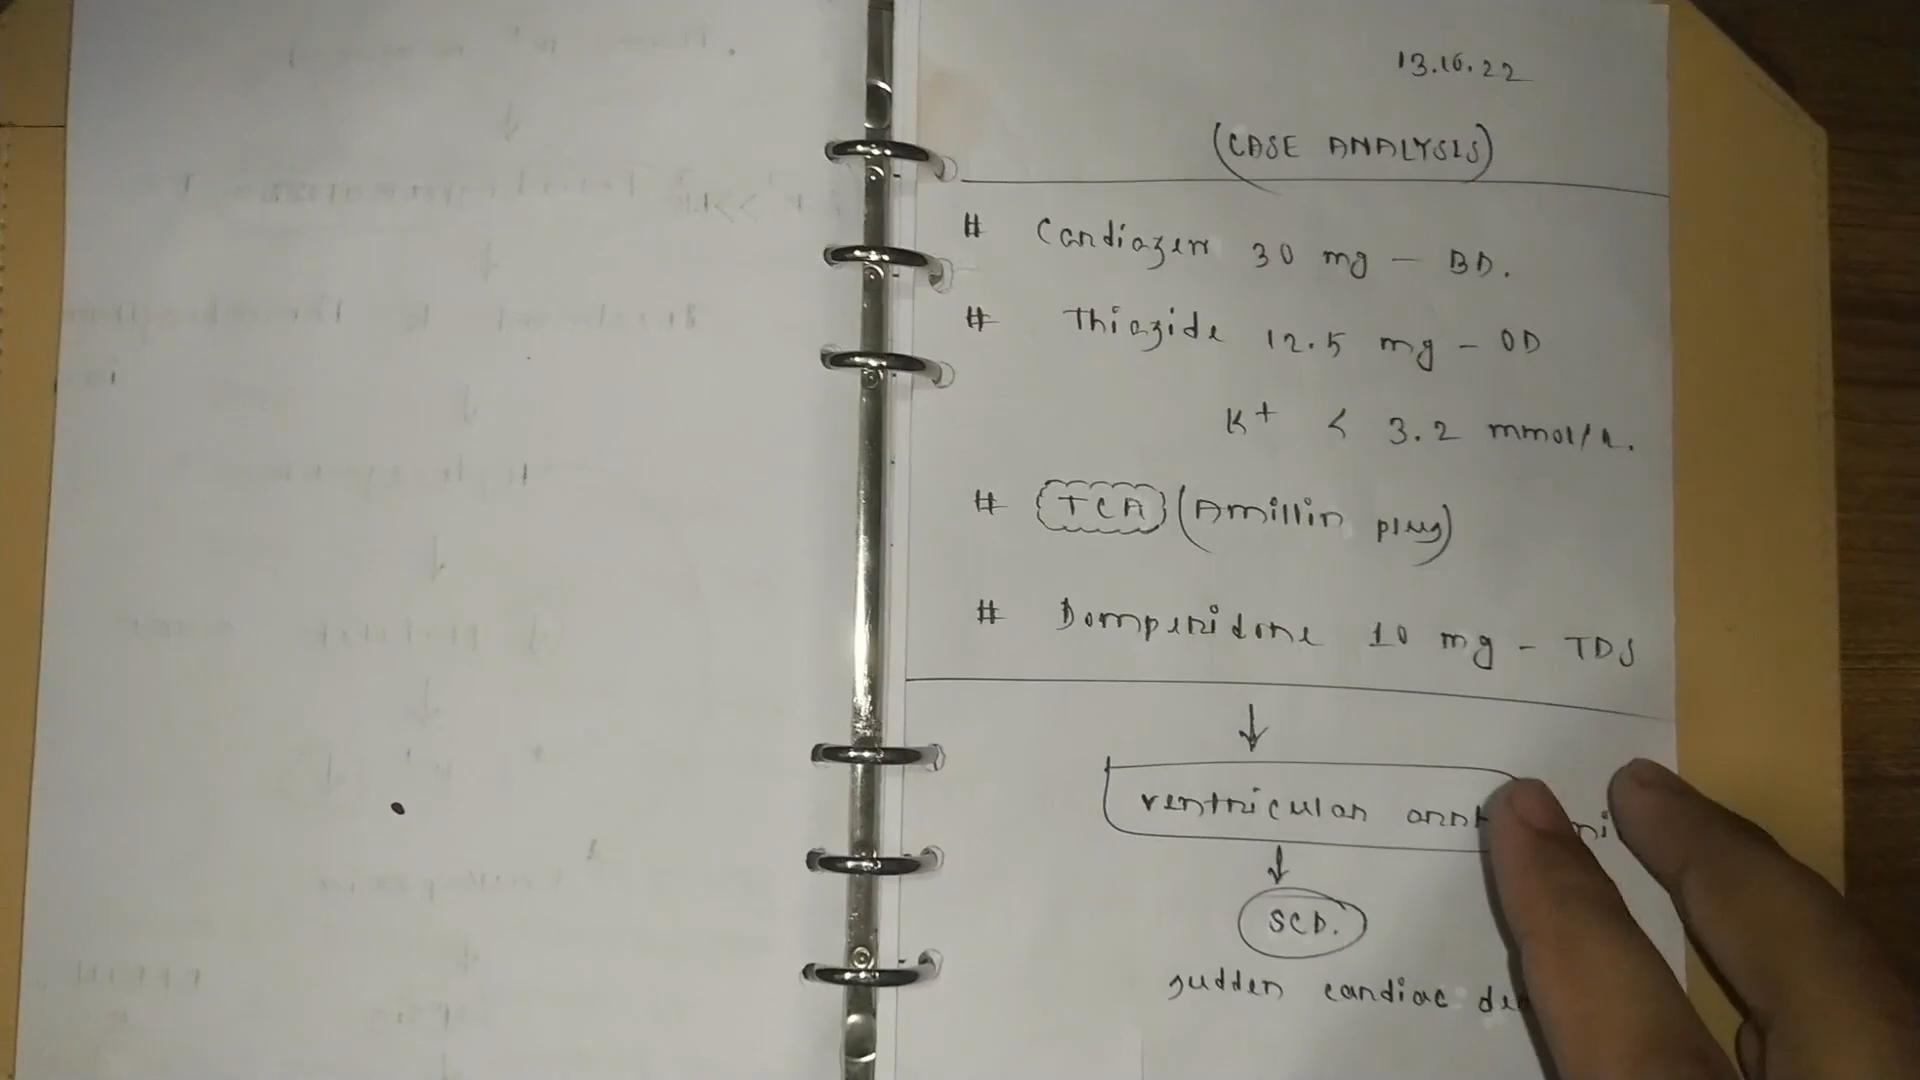 13.10.22
(CASE ANALYSIS)
# Cardiazem 30 mg - BD.
# Thiazide 12.5 mg - OD
K+ < 3.2 mmol/L.
# TCA (Amillin plus)
# Domperidone 10 mg - TDS
↓
ventricular
↓
SCD.
sudden cardiac